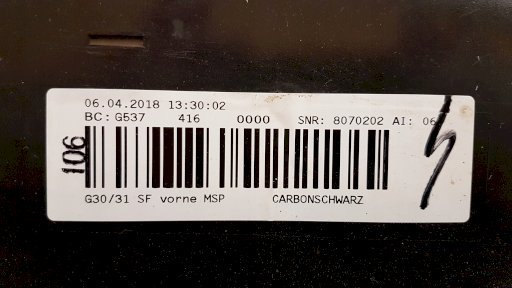 06.04.2018 13:30:02
BC: G537 416 0000 SNR: 8070202 AI: 06
106
G30/31 SF vorne MSP CARBONSCHWARZ